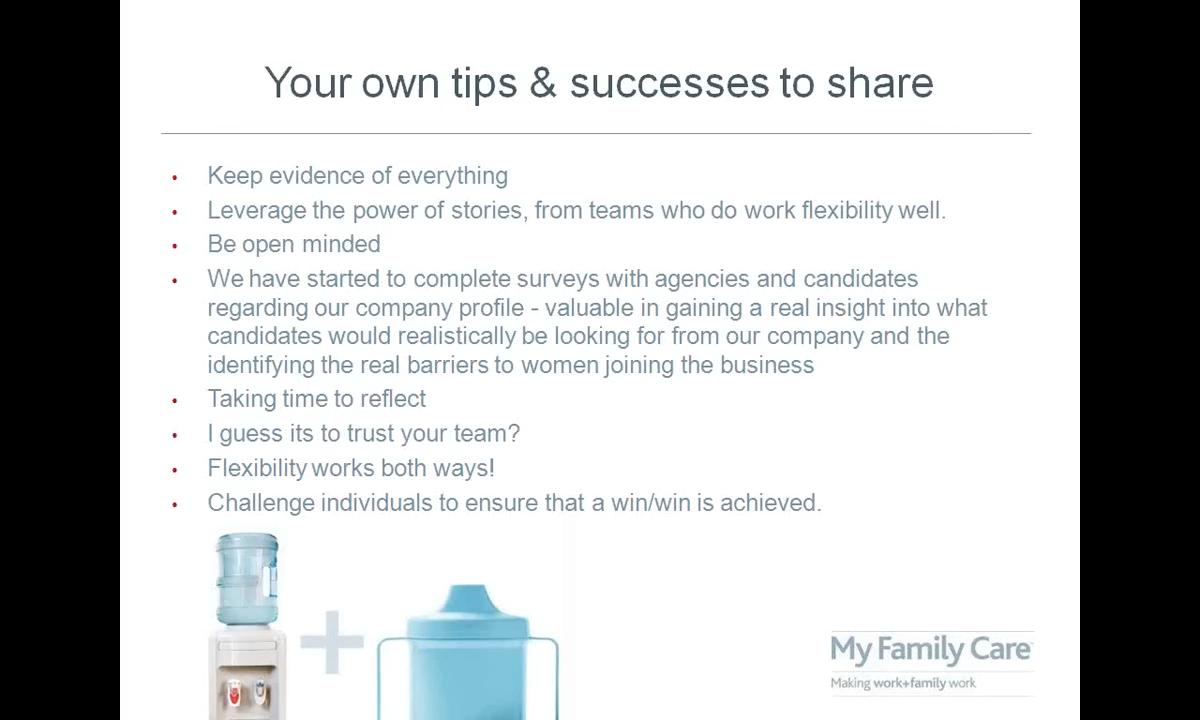 Your own tips & successes to share
• Keep evidence of everything
• Leverage the power of stories, from teams who do work flexibility well.
• Be open minded
• We have started to complete surveys with agencies and candidates
regarding our company profile - valuable in gaining a real insight into what
candidates would realistically be looking for from our company and the
identifying the real barriers to women joining the business
• Taking time to reflect
• I guess its to trust your team?
• Flexibility works both ways!
• Challenge individuals to ensure that a win/win is achieved.
My Family Care
Making work+family work